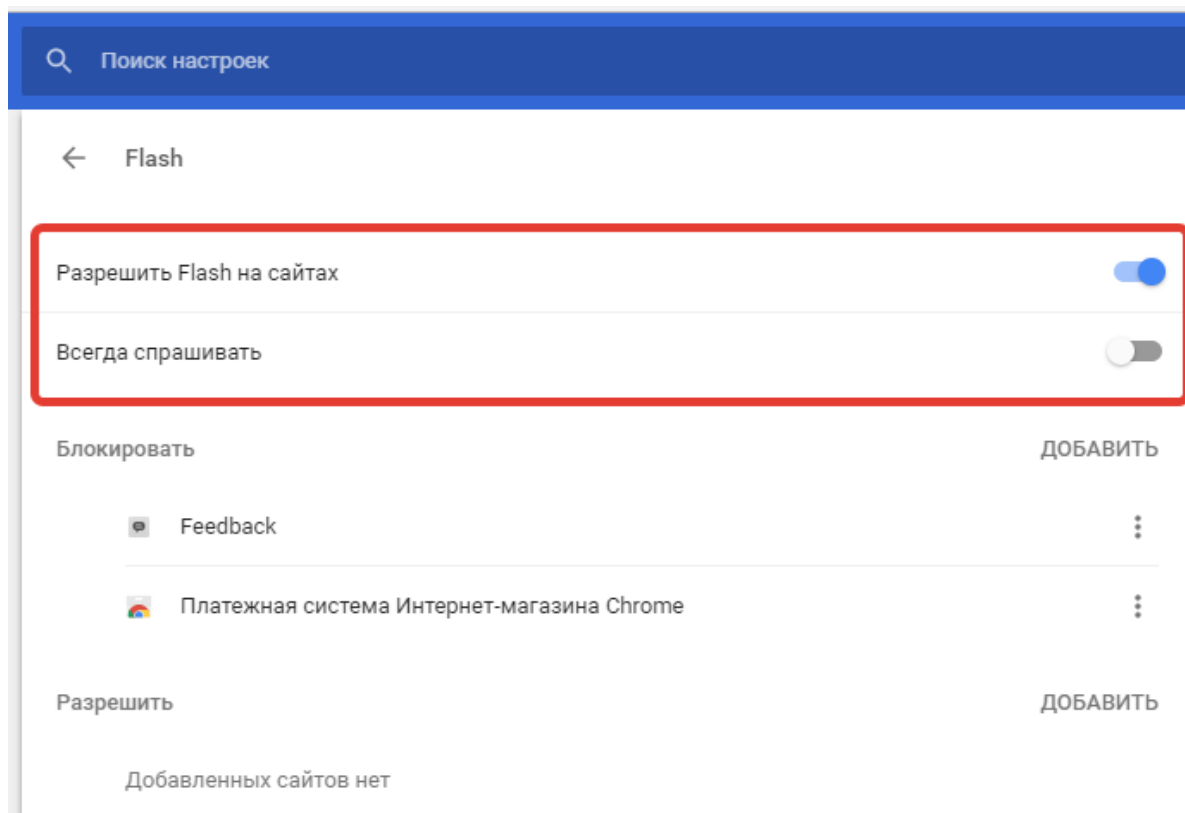 Поиск настроек
Flash
Разрешить Flash на сайтах
Всегда спрашивать
Блокировать ДОБАВИТЬ
Feedback
Платежная система Интернет-магазина Chrome
Разрешить ДОБАВИТЬ
Добавленных сайтов нет